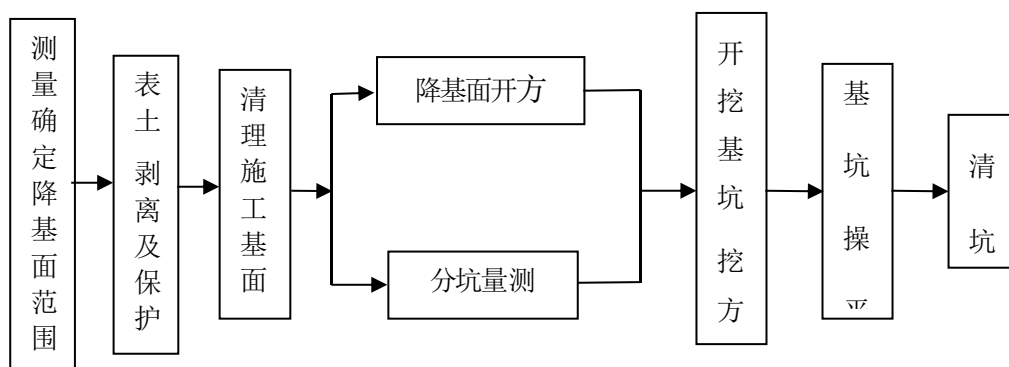 测量确定降基面范围
表土剥离及保护
清理施工基面
降基面开方
分坑量测
开挖基坑挖方
基坑操平
清坑